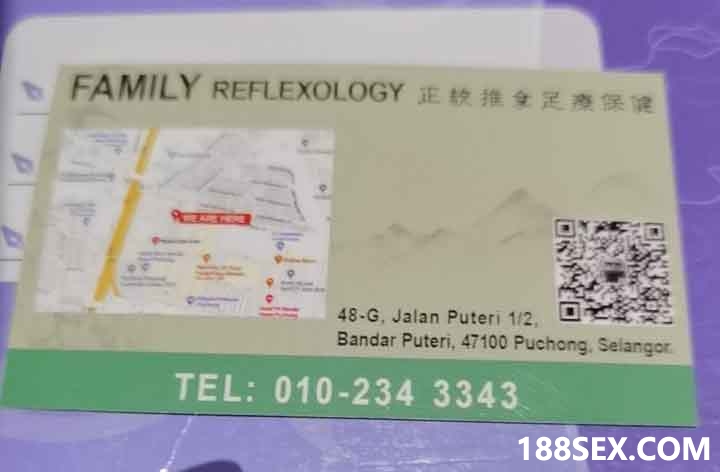 FAMILY REFLEXOLOGY 正統推拿足療保健
WE ARE HERE
48-G, Jalan Puteri 1/2,
Bandar Puteri, 47100 Puchong, Selangor.
TEL: 010-234 3343
188SEX.COM